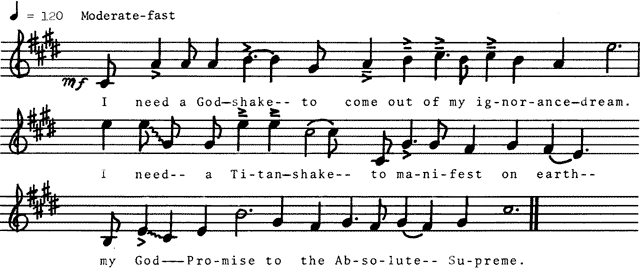 ♩ = 120 Moderate-fast
mf
I need a God—shake-- to come out of my ig-nor-ance—dream.
I need-- a Ti-tan—shake-- to ma-ni-fest on earth--
my God——Pro-mise to the Ab-so-lute-- Su-preme.